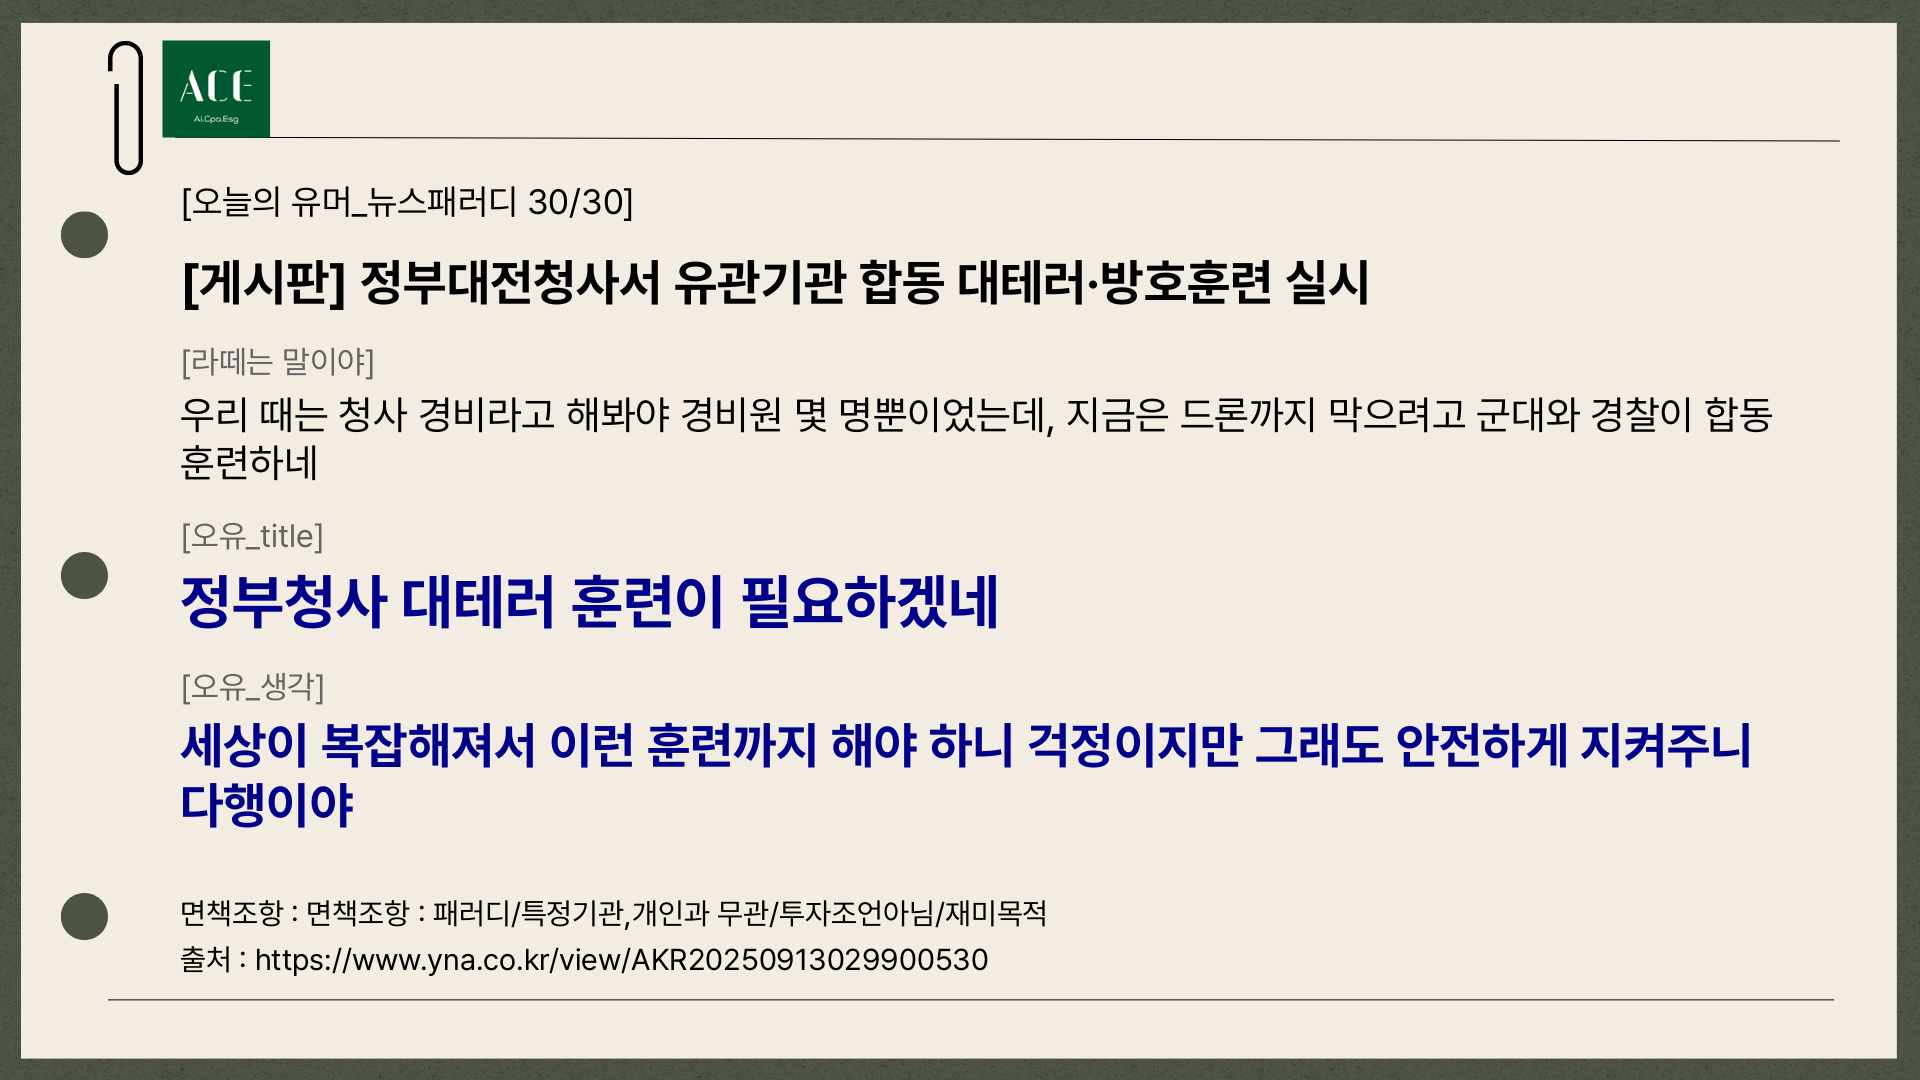 ACE
Ai.Cpa.Esg
[오늘의 유머_뉴스패러디 30/30]
[게시판] 정부대전청사서 유관기관 합동 대테러·방호훈련 실시
[라떼는 말이야]
우리 때는 청사 경비라고 해봐야 경비원 몇 명뿐이었는데, 지금은 드론까지 막으려고 군대와 경찰이 합동
훈련하네
[오유_title]
정부청사 대테러 훈련이 필요하겠네
[오유_생각]
세상이 복잡해져서 이런 훈련까지 해야 하니 걱정이지만 그래도 안전하게 지켜주니
다행이야
면책조항 : 면책조항 : 패러디/특정기관,개인과 무관/투자조언아님/재미목적
출처 : https://www.yna.co.kr/view/AKR20250913029900530